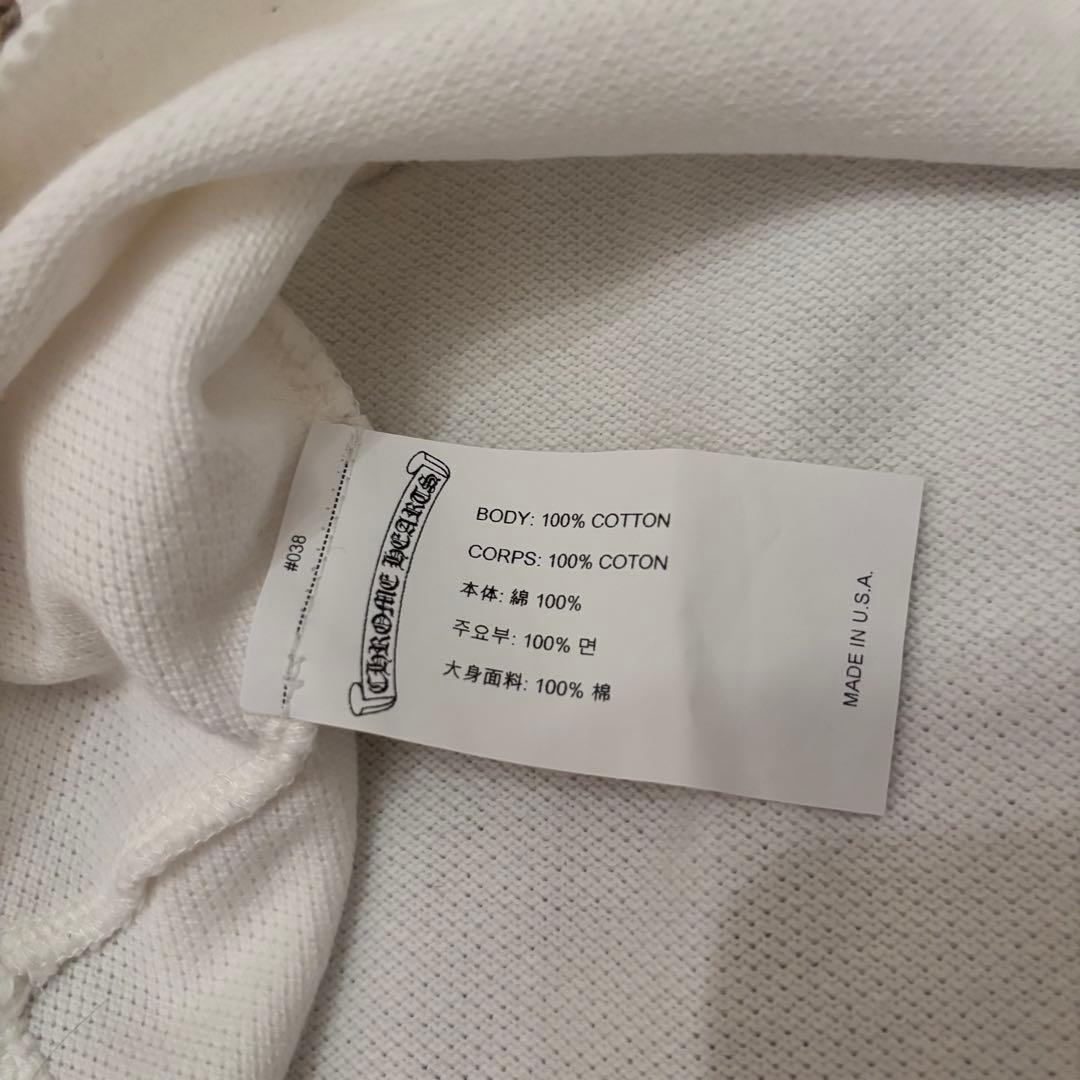 #038
CHROME HEARTS
BODY: 100% COTTON
CORPS: 100% COTON
本体: 綿 100%
주요부: 100% 면
大身面料: 100% 棉
MADE IN U.S.A.